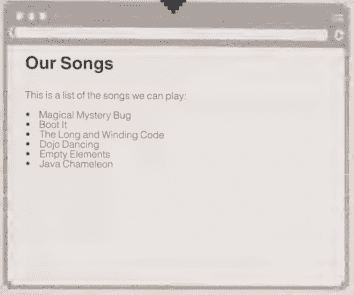 Our Songs
This is a list of the songs we can play:
Magical Mystery Bug
Boot It
The Long and Winding Code
Dojo Dancing
Empty Elements
Java Chameleon